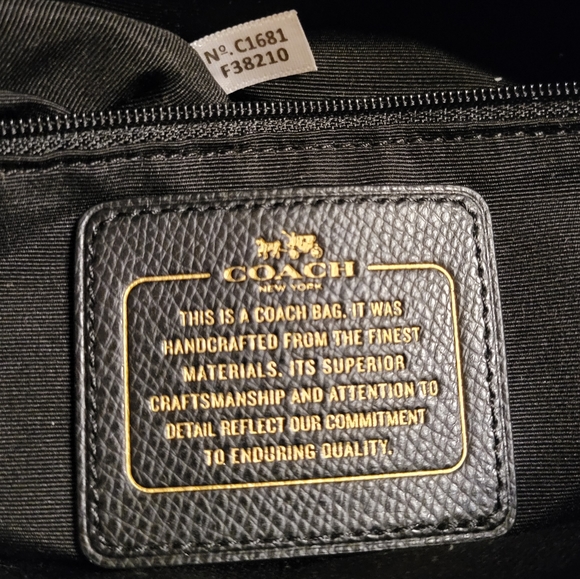 Nº. C1681
F38210
COACH
NEW YORK
THIS IS A COACH BAG. IT WAS
HANDCRAFTED FROM THE FINEST
MATERIALS. ITS SUPERIOR
CRAFTSMANSHIP AND ATTENTION TO
DETAIL REFLECT OUR COMMITMENT
TO ENDURING QUALITY.